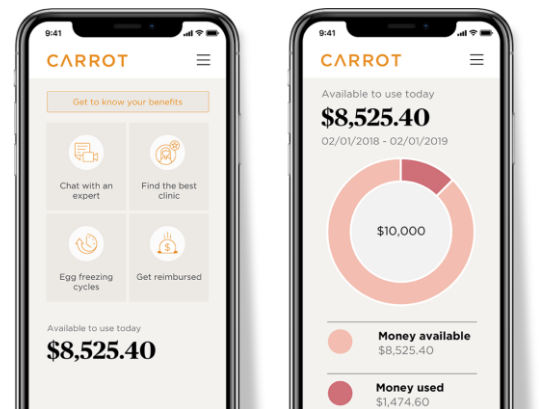 9:41
CARROT
Get to know your benefits
Chat with an
expert
Find the best
clinic
Egg freezing
cycles
Get reimbursed
Available to use today
$8,525.40
9:41
CARROT
Available to use today
$8,525.40
02/01/2018 - 02/01/2019
$10,000
Money available
$8,525.40
Money used
$1,474.60